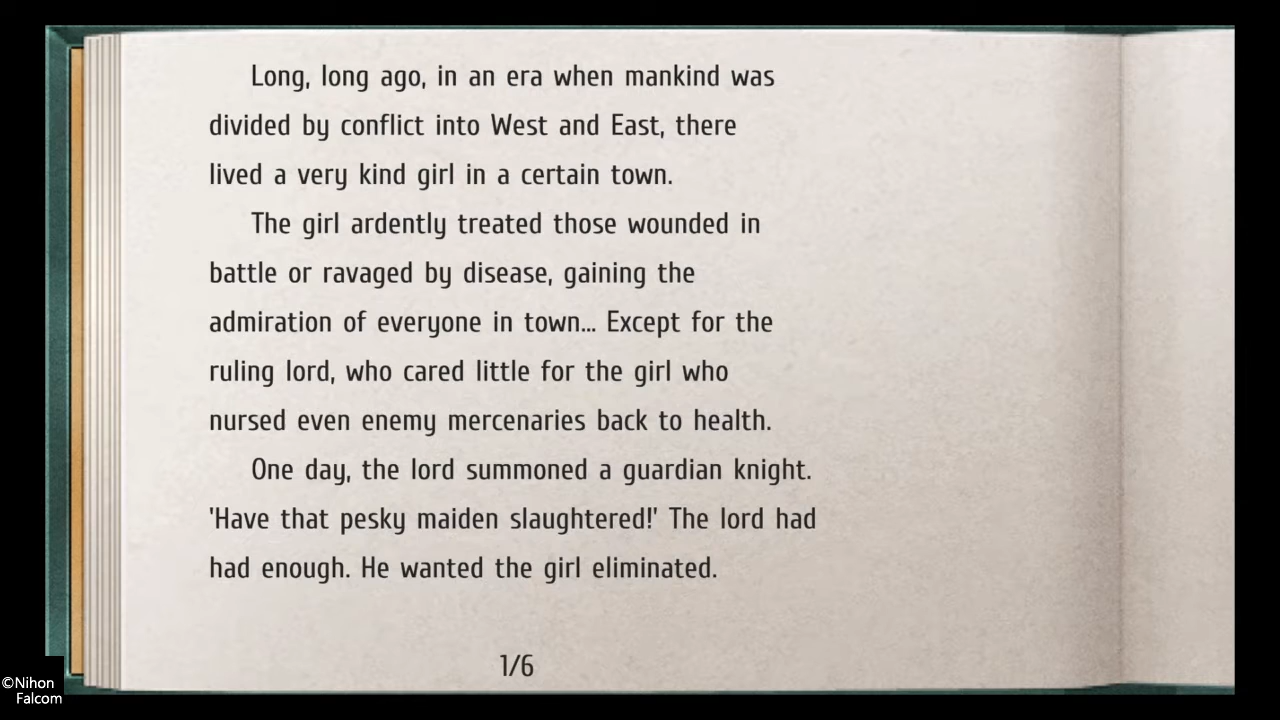 Long, long ago, in an era when mankind was
divided by conflict into West and East, there
lived a very kind girl in a certain town.
The girl ardently treated those wounded in
battle or ravaged by disease, gaining the
admiration of everyone in town... Except for the
ruling lord, who cared little for the girl who
nursed even enemy mercenaries back to health.
One day, the lord summoned a guardian knight.
'Have that pesky maiden slaughtered!' The lord had
had enough. He wanted the girl eliminated.
1/6
©Nihon
Falcom